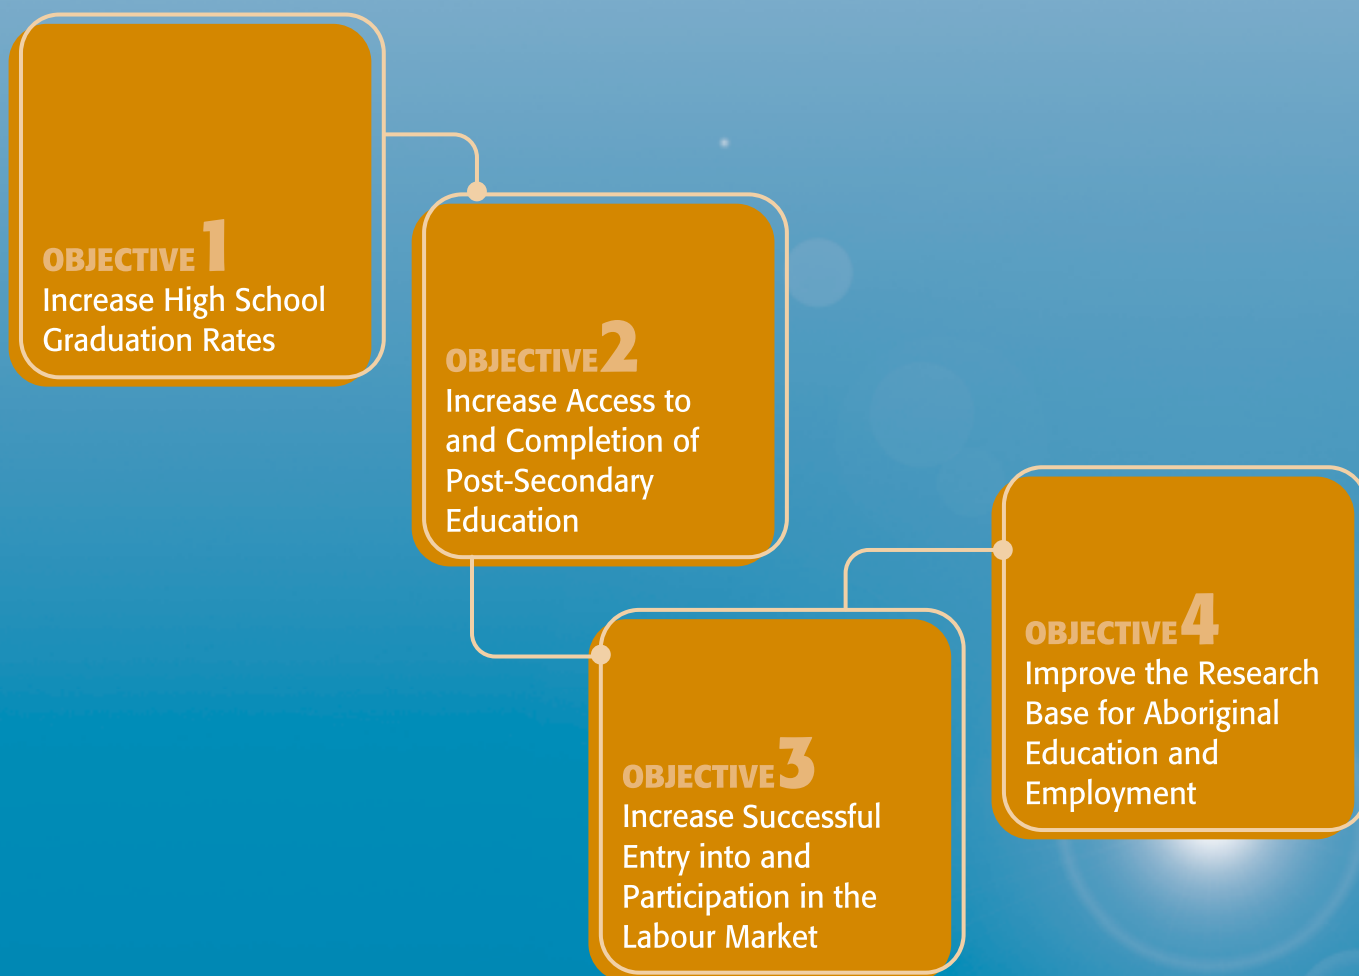 OBJECTIVE 1
Increase High School
Graduation Rates
OBJECTIVE 2
Increase Access to
and Completion of
Post-Secondary
Education
OBJECTIVE 3
Increase Successful
Entry into and
Participation in the
Labour Market
OBJECTIVE 4
Improve the Research
Base for Aboriginal
Education and
Employment